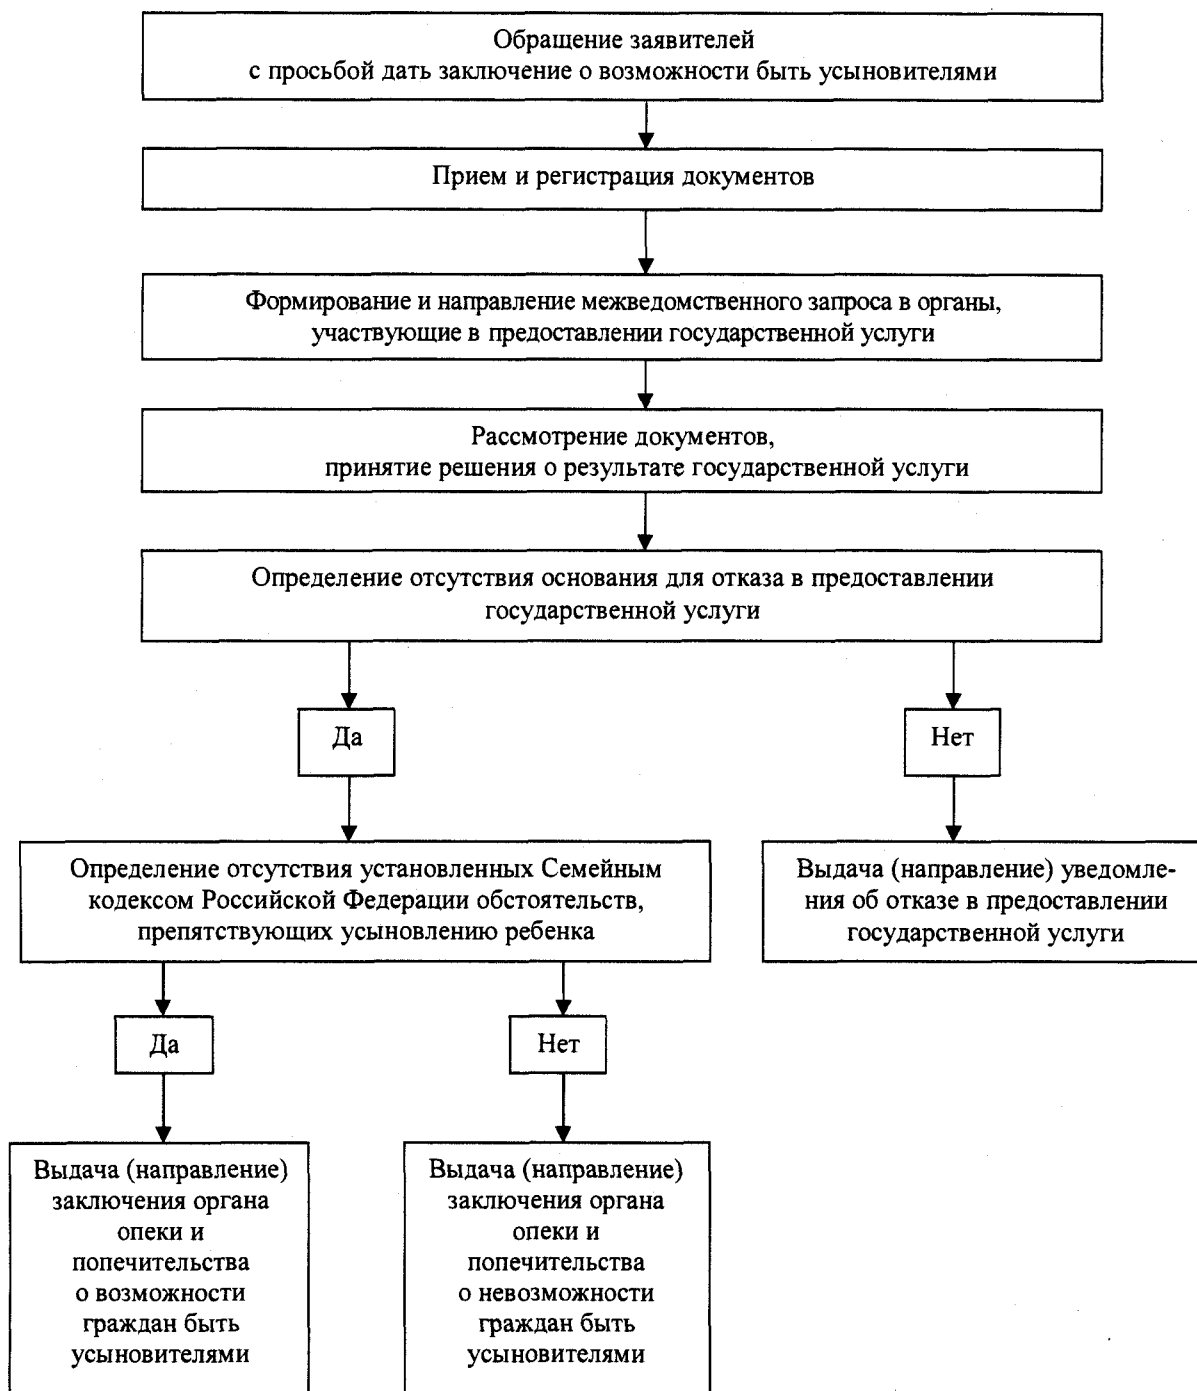 Обращение заявителей
с просьбой дать заключение о возможности быть усыновителями
Прием и регистрация документов
Формирование и направление межведомственного запроса в органы,
участвующие в предоставлении государственной услуги
Рассмотрение документов,
принятие решения о результате государственной услуги
Определение отсутствия основания для отказа в предоставлении
государственной услуги
Да
Нет
Определение отсутствия установленных Семейным
кодексом Российской Федерации обстоятельств,
препятствующих усыновлению ребенка
Выдача (направление) уведомле-
ния об отказе в предоставлении
государственной услуги
Да
Нет
Выдача (направление)
заключения органа
опеки и
попечительства
о возможности
граждан быть
усыновителями
Выдача (направление)
заключения органа
опеки и
попечительства
о невозможности
граждан быть
усыновителями